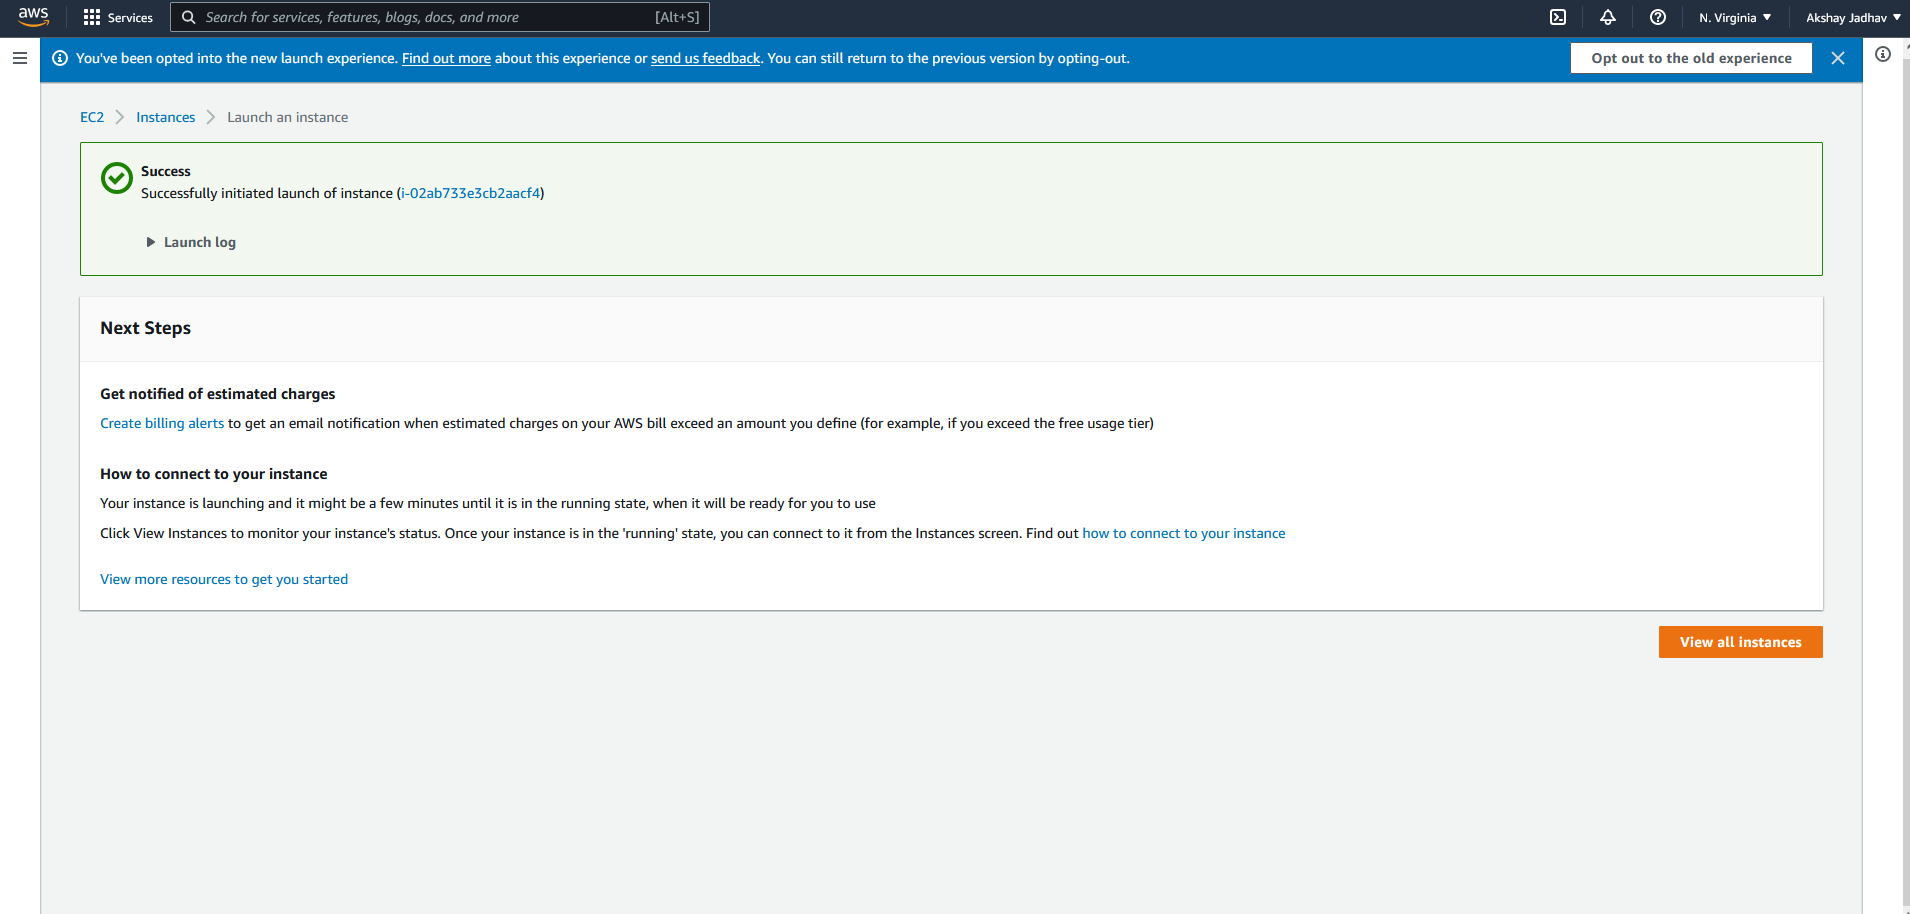 aws Services Search for services, features, blogs, docs, and more [Alt+S] N. Virginia Akshay Jadhav
You've been opted into the new launch experience. Find out more about this experience or send us feedback. You can still return to the previous version by opting-out. Opt out to the old experience
EC2 Instances Launch an instance
Success
Successfully initiated launch of instance (i-02ab733e3cb2aacf4)
Launch log
Next Steps
Get notified of estimated charges
Create billing alerts to get an email notification when estimated charges on your AWS bill exceed an amount you define (for example, if you exceed the free usage tier)
How to connect to your instance
Your instance is launching and it might be a few minutes until it is in the running state, when it will be ready for you to use
Click View Instances to monitor your instance's status. Once your instance is in the 'running' state, you can connect to it from the Instances screen. Find out how to connect to your instance
View more resources to get you started
View all instances